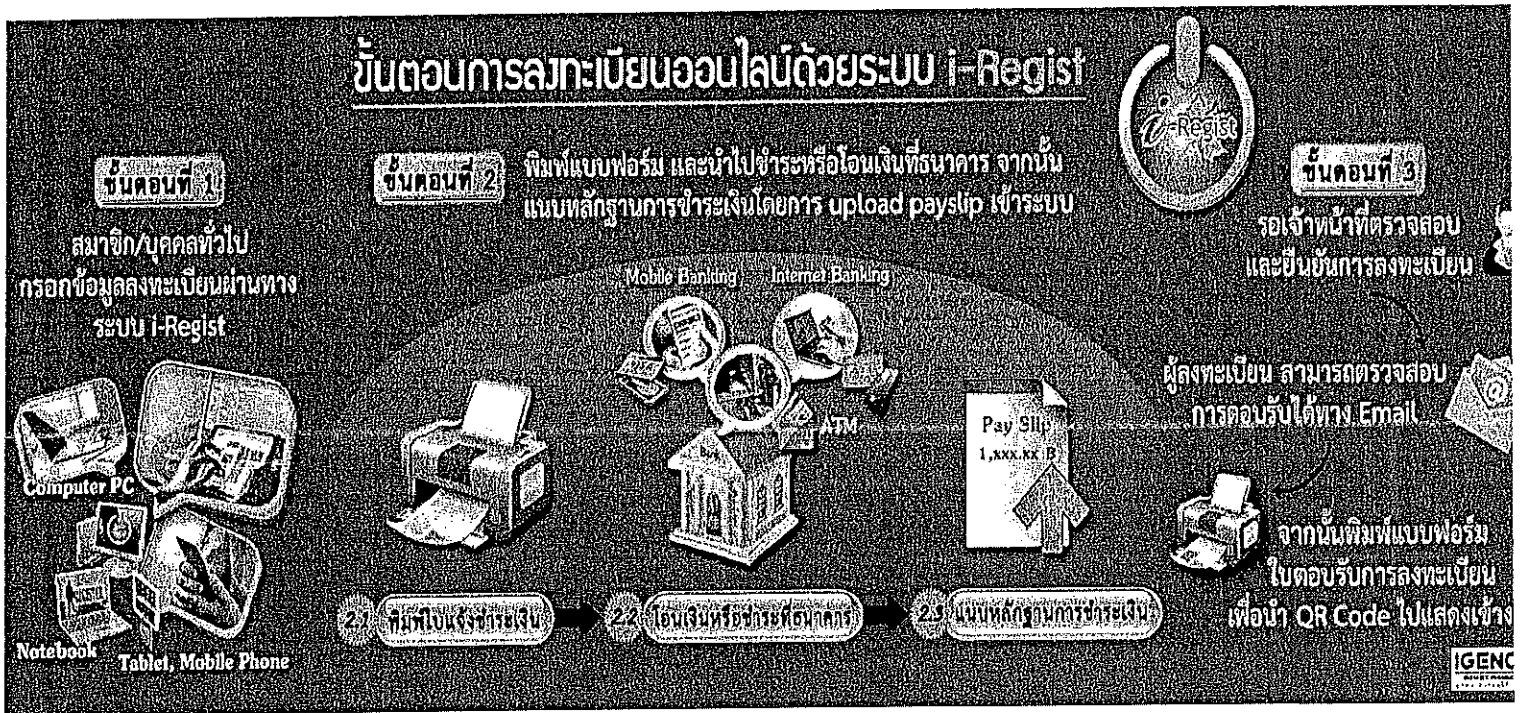 ขั้นตอนการลงทะเบียนออนไลน์ด้วยระบบ i-Regist
i-Regist
ขั้นตอนที่ 1
สมาชิก/บุคคลทั่วไป
กรอกข้อมูลลงทะเบียนผ่านทาง
ระบบ i-Regist
Computer PC
Notebook
Tablet, Mobile Phone
ขั้นตอนที่ 2
พิมพ์แบบฟอร์ม และนำไปชำระหรือโอนเงินที่ธนาคาร จากนั้น
แนบหลักฐานการชำระเงินโดยการ upload payslip เข้าระบบ
Mobile Banking
Internet Banking
ATM
Bank
Pay Slip
1,xxx.xx B
2.1 พิมพ์ใบแจ้งชำระเงิน
2.2 โอนเงินหรือชำระที่ธนาคาร
2.3 แนบหลักฐานการชำระเงิน
ขั้นตอนที่ 3
รอเจ้าหน้าที่ตรวจสอบ
และยืนยันการลงทะเบียน
ผู้ลงทะเบียน สามารถตรวจสอบ
การตอบรับได้ทาง Email
จากนั้นพิมพ์แบบฟอร์ม
ใบตอบรับการลงทะเบียน
เพื่อนำ QR Code ไปแสดงเข้าง
IGENC